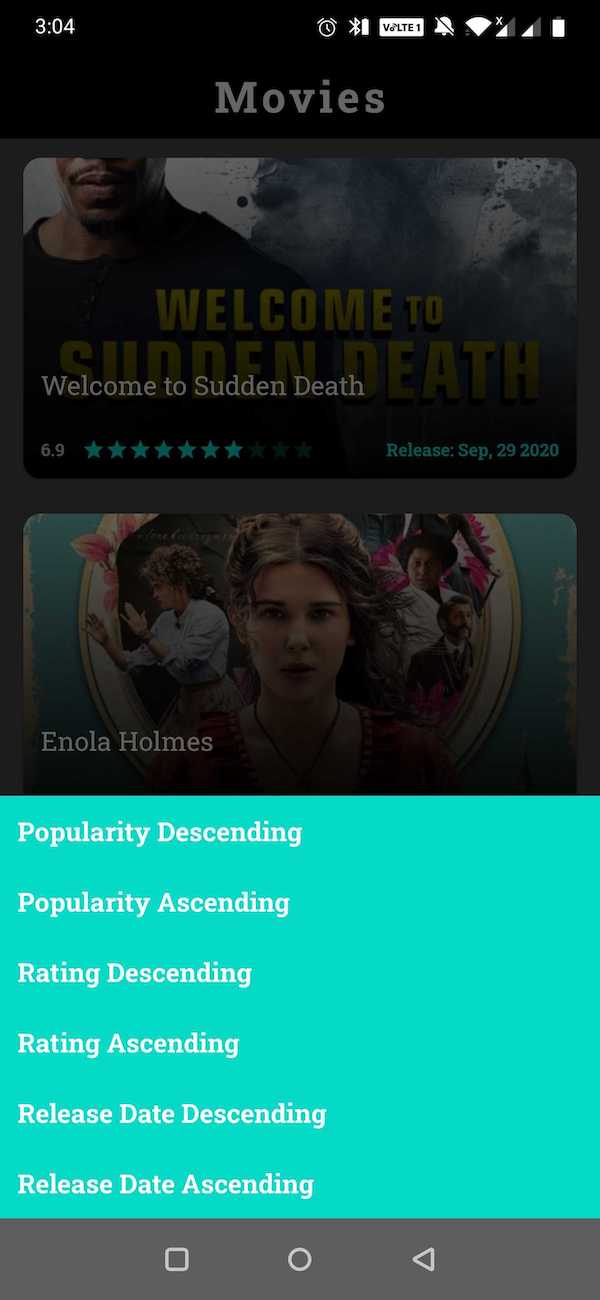 3:04
VoLTE 1
X
Movies
WELCOME TO
SUDDEN DEATH
Welcome to Sudden Death
6.9
Release: Sep, 29 2020
Enola Holmes
Popularity Descending
Popularity Ascending
Rating Descending
Rating Ascending
Release Date Descending
Release Date Ascending